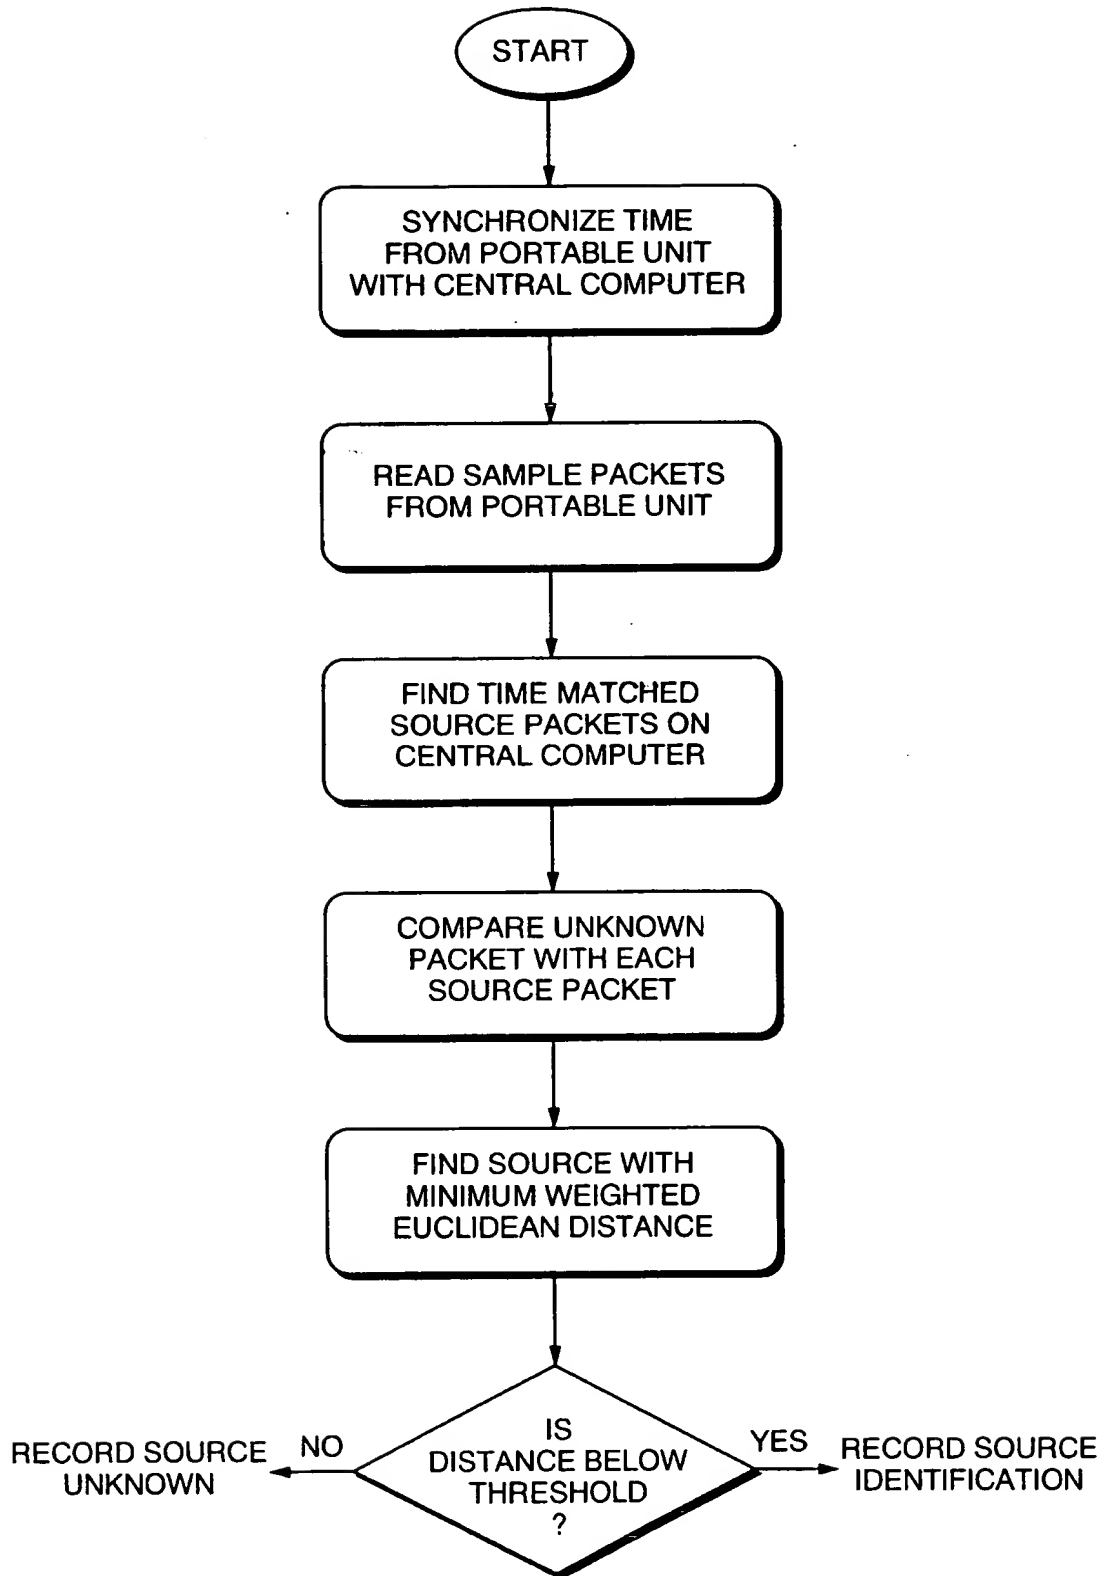 START
SYNCHRONIZE TIME
FROM PORTABLE UNIT
WITH CENTRAL COMPUTER
READ SAMPLE PACKETS
FROM PORTABLE UNIT
FIND TIME MATCHED
SOURCE PACKETS ON
CENTRAL COMPUTER
COMPARE UNKNOWN
PACKET WITH EACH
SOURCE PACKET
FIND SOURCE WITH
MINIMUM WEIGHTED
EUCLIDEAN DISTANCE
IS
DISTANCE BELOW
THRESHOLD
?
NO
RECORD SOURCE
UNKNOWN
YES
RECORD SOURCE
IDENTIFICATION